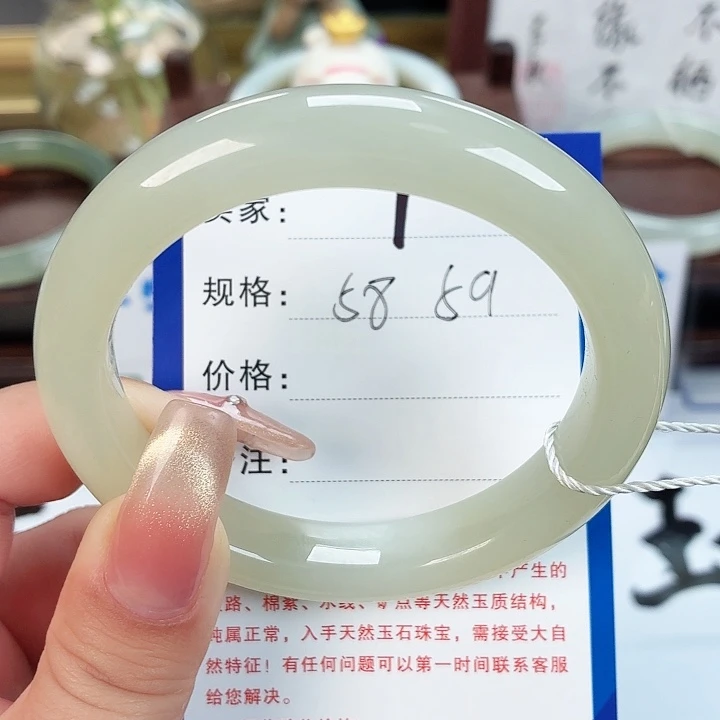 家:
规格: 58 59
价格:
注:
产生的
路、棉絮、水线、矿点等天然玉质结构,
纯属正常，入手天然玉石珠宝，需接受大自
然特征！有任何问题可以第一时间联系客服
给您解决。